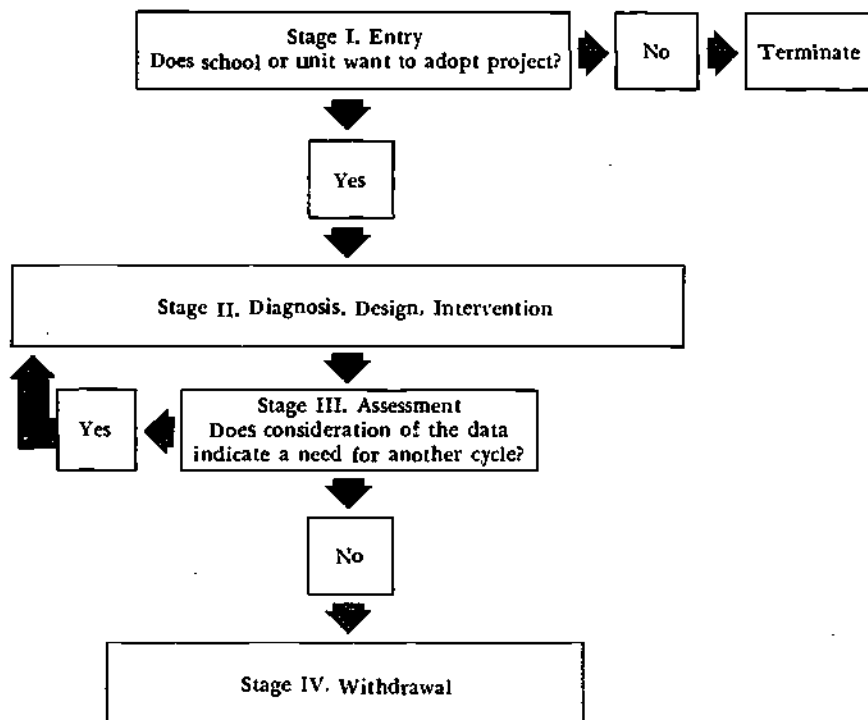 Stage I. Entry
Does school or unit want to adopt project?
No
Terminate
Yes
Stage II. Diagnosis. Design. Intervention
Stage III. Assessment
Does consideration of the data
indicate a need for another cycle?
Yes
No
Stage IV. Withdrawal